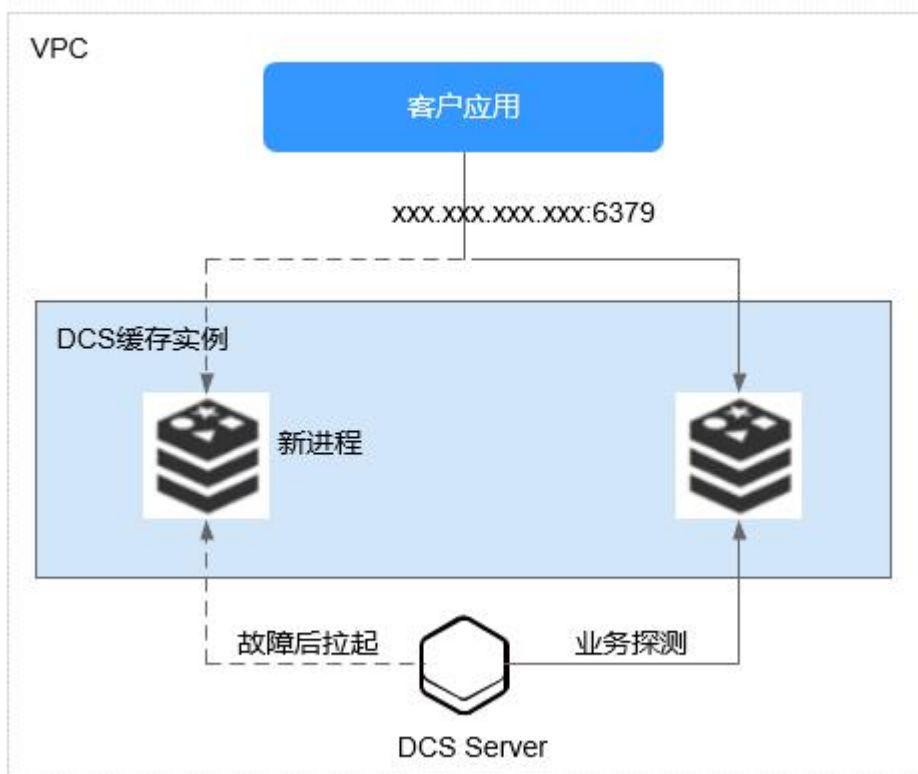 VPC
客户应用
xxx.xxx.xxx.xxx:6379
DCS缓存实例
新进程
故障后拉起
业务探测
DCS Server